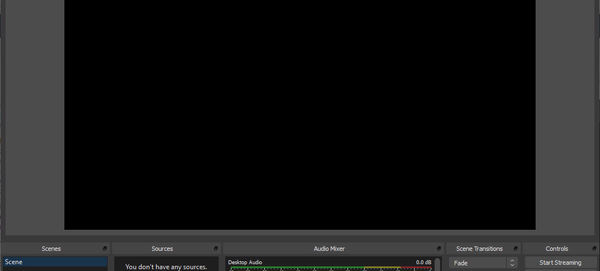 Scenes
Sources
Audio Mixer
Scene Transitions
Controls
Scene
You don't have any sources.
Desktop Audio
0.0 dB
Fade
Start Streaming